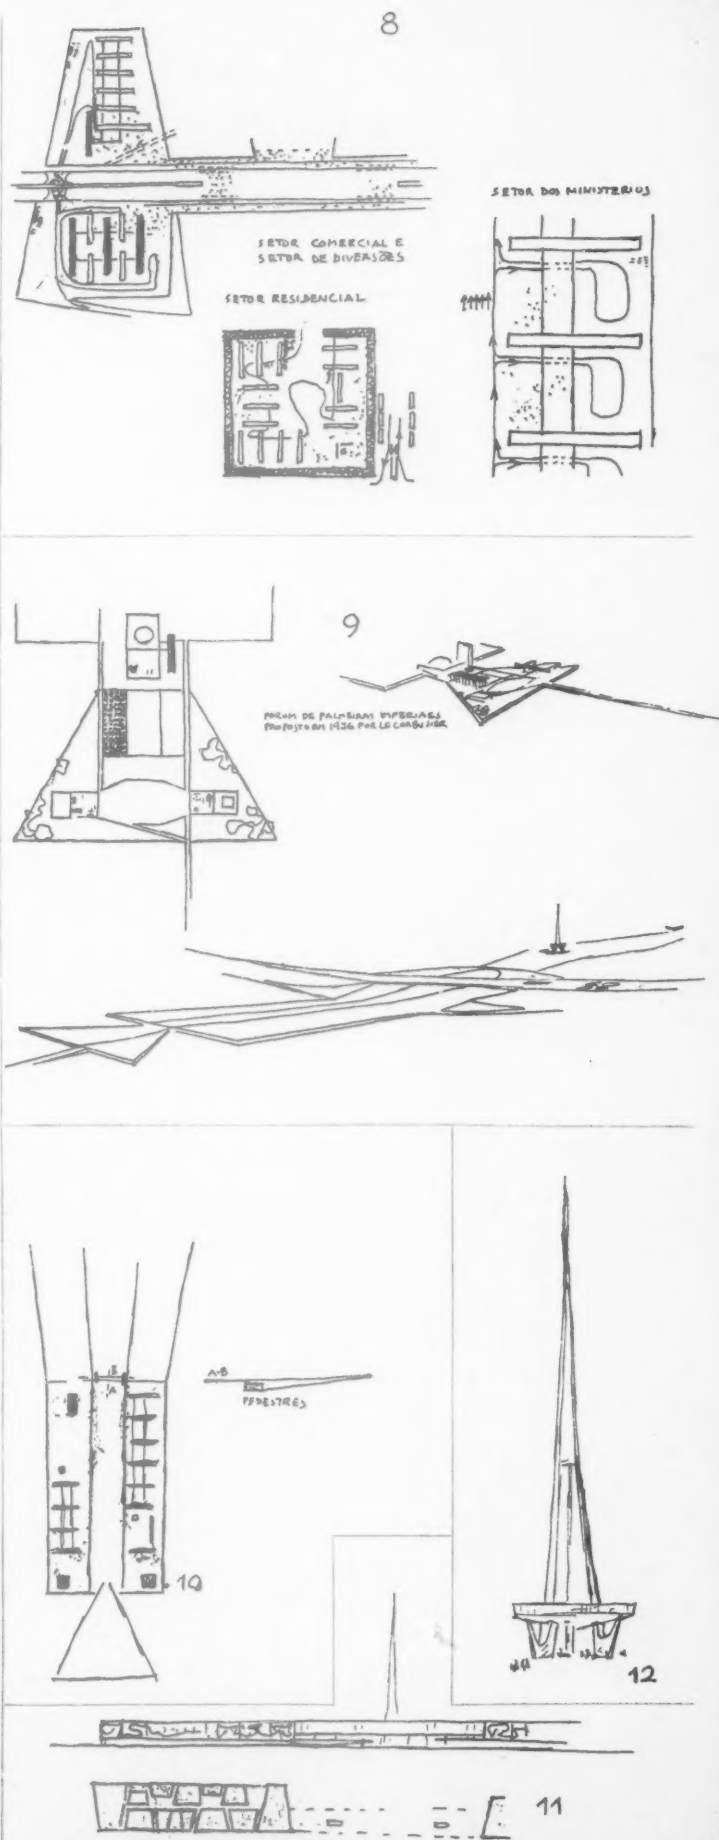 8
SETOR COMERCIAL E
SETOR DE DIVERSÕES
SETOR RESIDENCIAL
SETOR DOS MINISTERIOS
9
FORUM DE PALMEIRAS IMPERIAES
PROPOSTO EM 1936 POR LE CORBUSIER
B
A
A-B
PEDESTRES
10
12
11